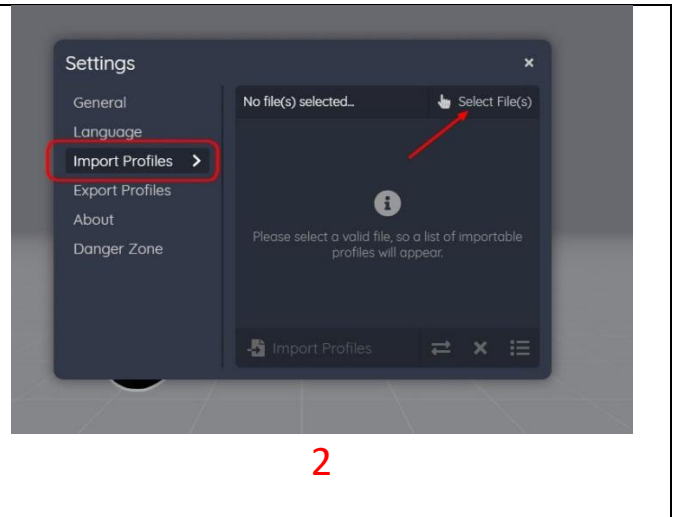 Settings
×
General
No file(s) selected...
Select File(s)
Language
Import Profiles
Export Profiles
About
Danger Zone
Please select a valid file, so a list of importable
profiles will appear.
Import Profiles
2